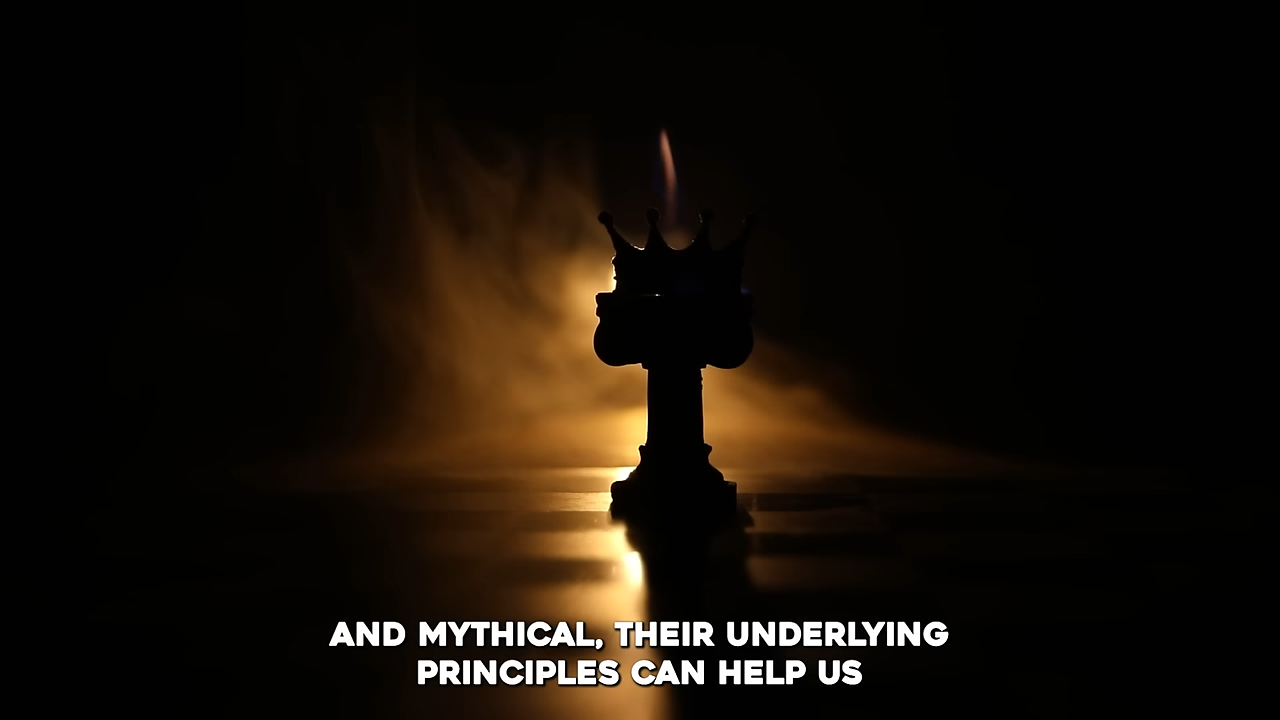 AND MYTHICAL, THEIR UNDERLYING
PRINCIPLES CAN HELP US